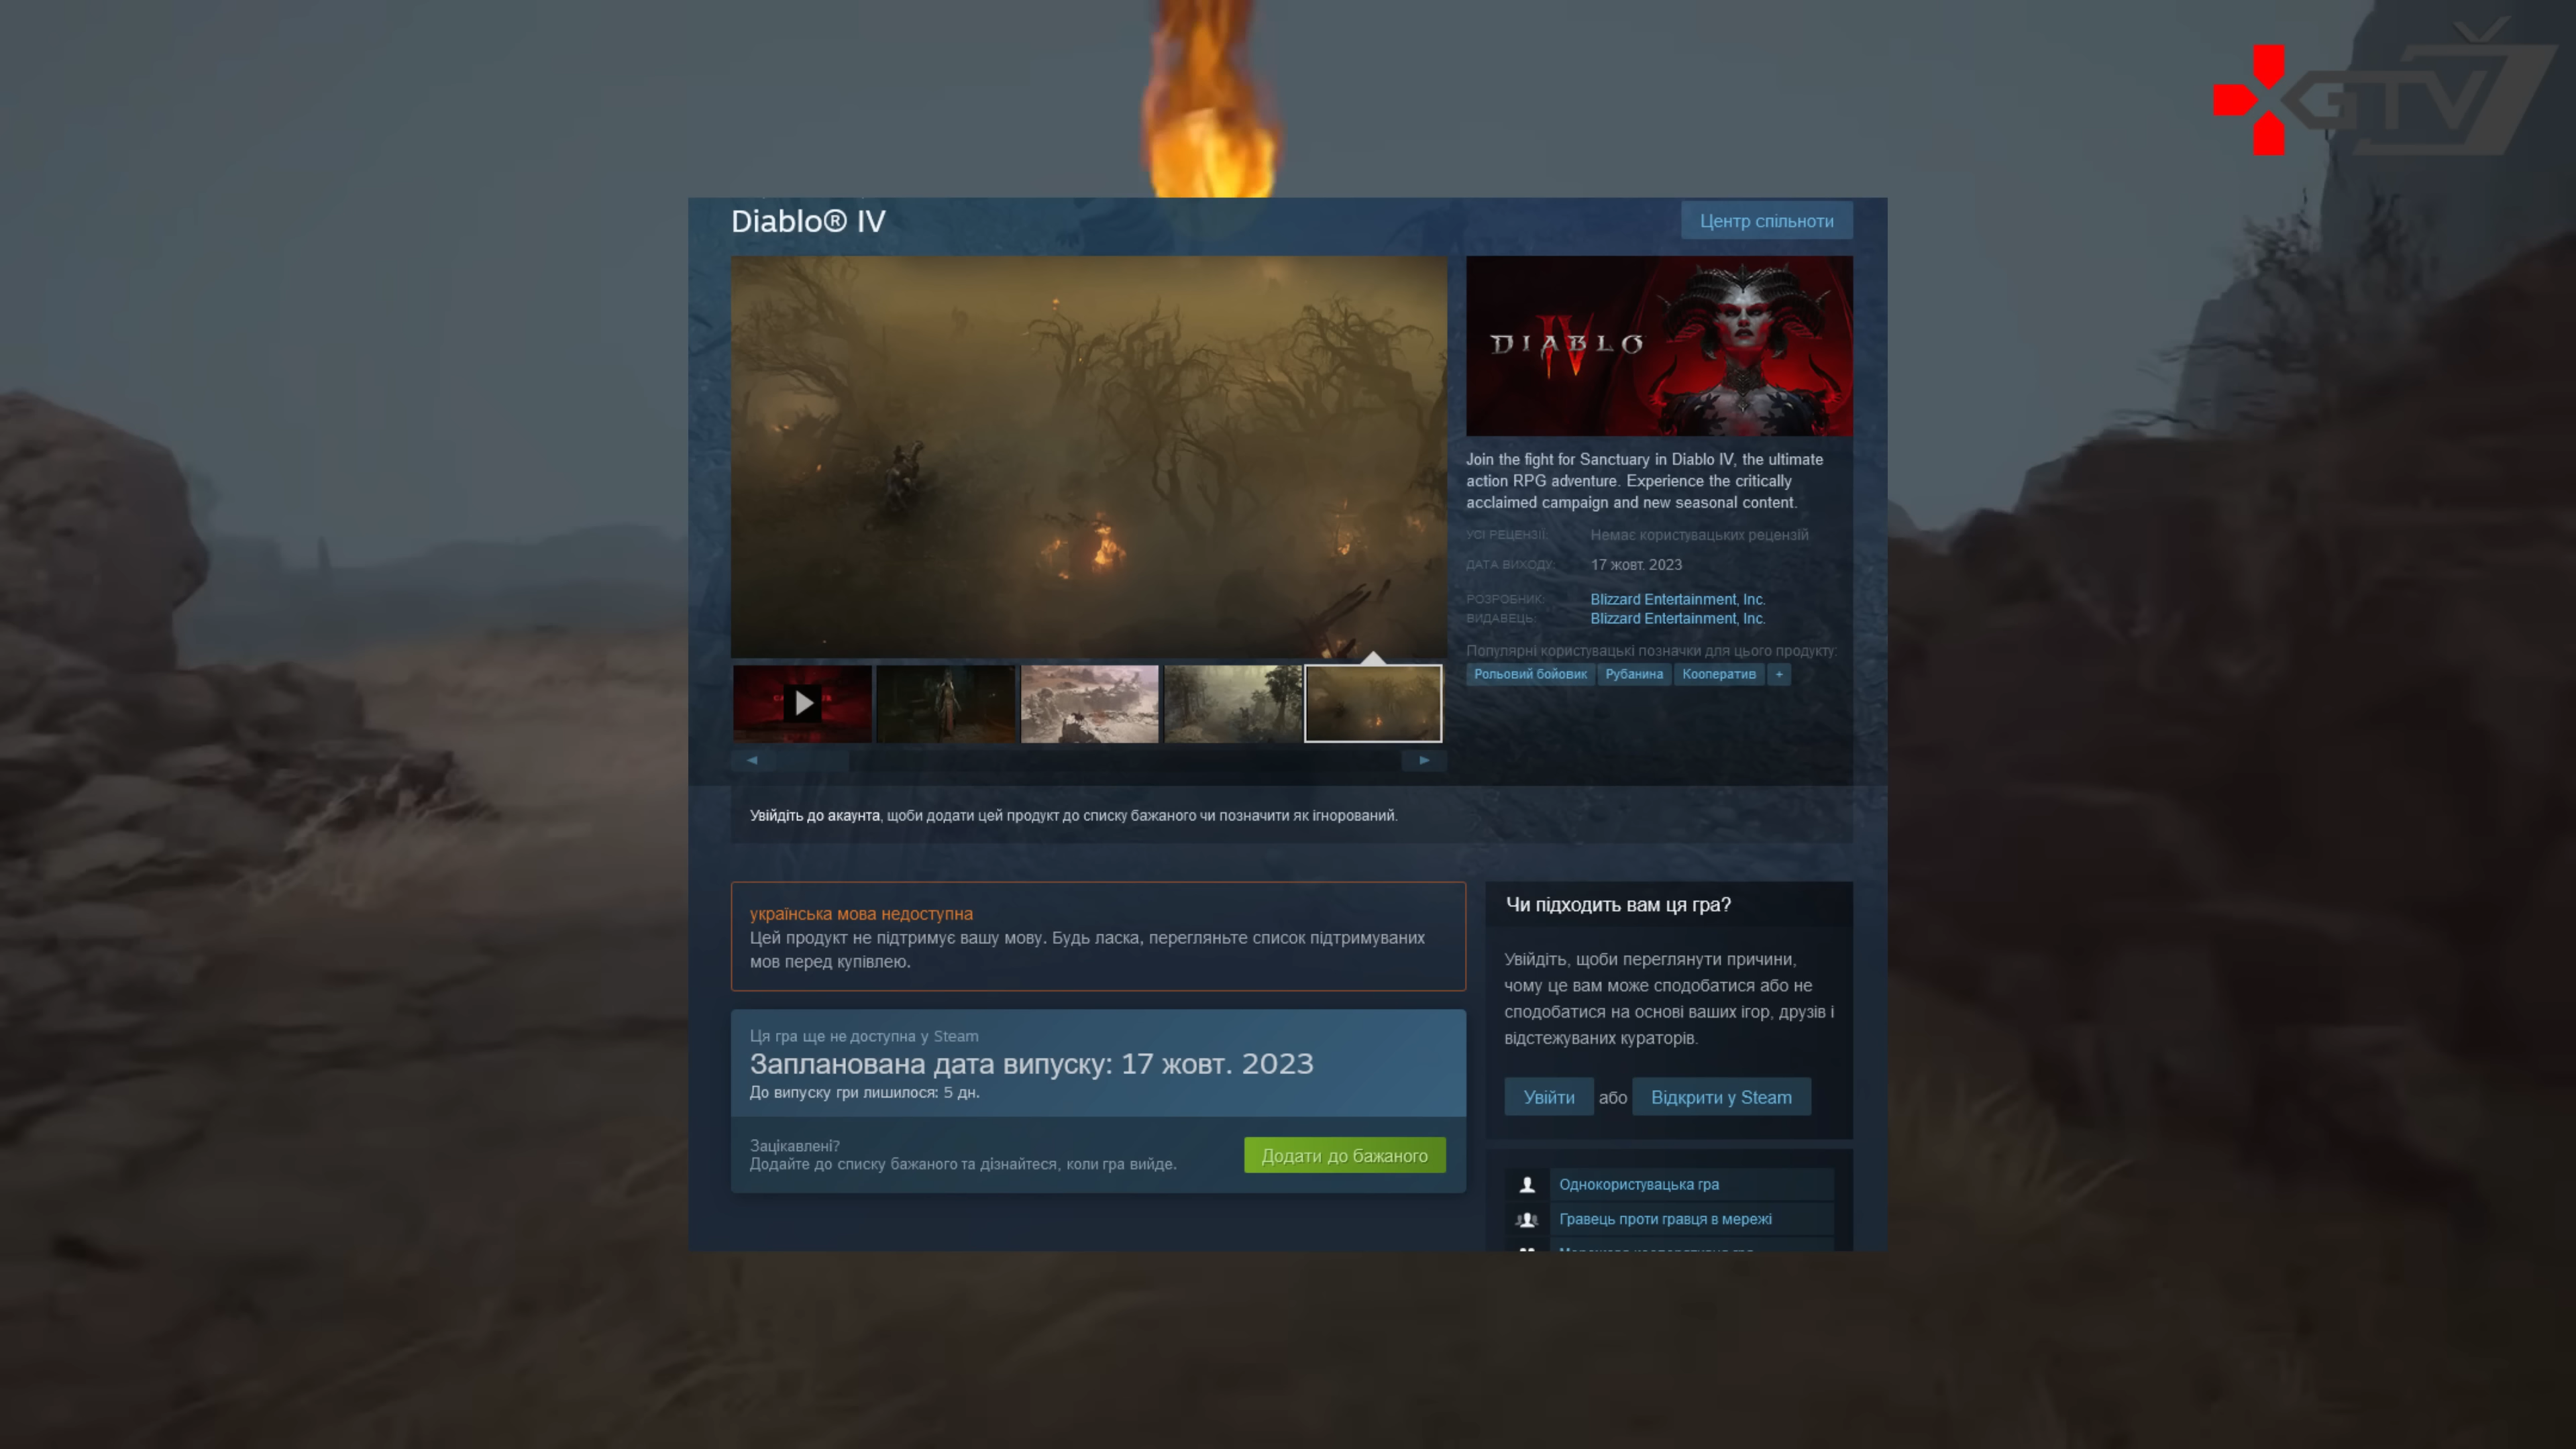 GTV
Diablo® IV
Центр спільноти
DIABLO
IV
Join the fight for Sanctuary in Diablo IV, the ultimate
action RPG adventure. Experience the critically
acclaimed campaign and new seasonal content.
УСІ РЕЦЕНЗІЇ: Немає користувацьких рецензій
ДАТА ВИХОДУ: 17 жовт. 2023
РОЗРОБНИК: Blizzard Entertainment, Inc.
ВИДАВЕЦЬ: Blizzard Entertainment, Inc.
Популярні користувацькі позначки для цього продукту:
Рольовий бойовик Рубанина Кооператив +
Увійдіть до акаунта, щоби додати цей продукт до списку бажаного чи позначити як ігнорований.
українська мова недоступна
Цей продукт не підтримує вашу мову. Будь ласка, перегляньте список підтримуваних
мов перед купівлею.
Ця гра ще не доступна у Steam
Запланована дата випуску: 17 жовт. 2023
До випуску гри лишилося: 5 дн.
Зацікавлені?
Додайте до списку бажаного та дізнайтеся, коли гра вийде.
Додати до бажаного
Чи підходить вам ця гра?
Увійдіть, щоби переглянути причини,
чому це вам може сподобатися або не
сподобатися на основі ваших ігор, друзів і
відстежуваних кураторів.
Увійти або Відкрити у Steam
Однокористувацька гра
Гравець проти гравця в мережі